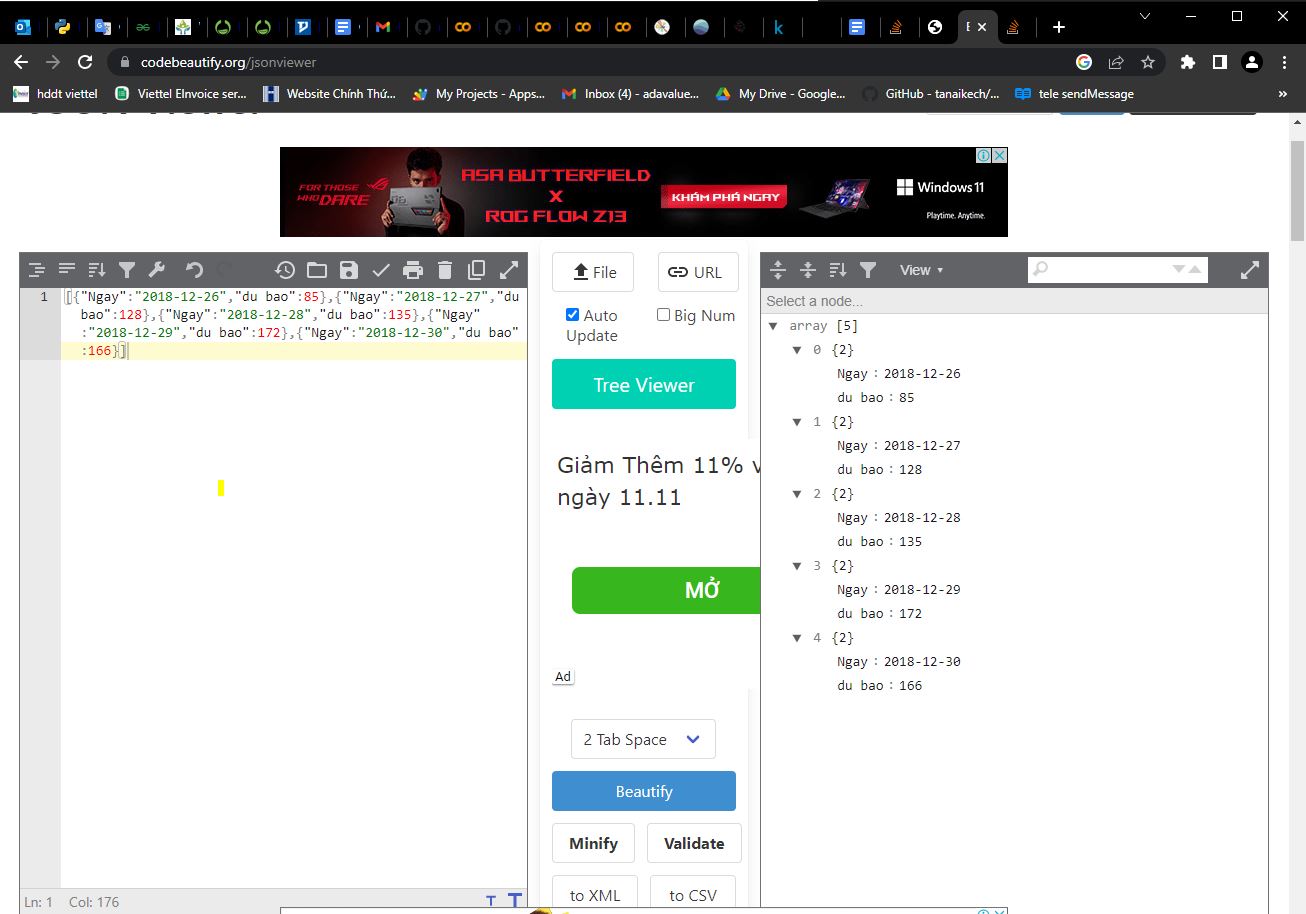 codebeautify.org/jsonviewer
hddt viettel
Viettel EInvoice ser...
Website Chính Thứ...
My Projects - Apps...
Inbox (4) - adavalue...
My Drive - Google...
GitHub - tanaikech/...
tele sendMessage
»
FOR THOSE
WHO DARE
ASA BUTTERFIELD
X
ROG FLOW Z13
KHÁM PHÁ NGAY
Windows 11
Playtime. Anytime.
1
[{"Ngay":"2018-12-26","du bao":85},{"Ngay":"2018-12-27","du
bao":128},{"Ngay":"2018-12-28","du bao":135},{"Ngay"
:"2018-12-29","du bao":172},{"Ngay":"2018-12-30","du bao"
:166}]
Ln: 1 Col: 176
File
URL
Auto
Update
Big Num
Tree Viewer
Giảm Thêm 11% v
ngày 11.11
MỞ
Ad
2 Tab Space
Beautify
Minify
Validate
to XML
to CSV
View
Select a node...
array [5]
0 {2}
Ngay : 2018-12-26
du bao : 85
1 {2}
Ngay : 2018-12-27
du bao : 128
2 {2}
Ngay : 2018-12-28
du bao : 135
3 {2}
Ngay : 2018-12-29
du bao : 172
4 {2}
Ngay : 2018-12-30
du bao : 166